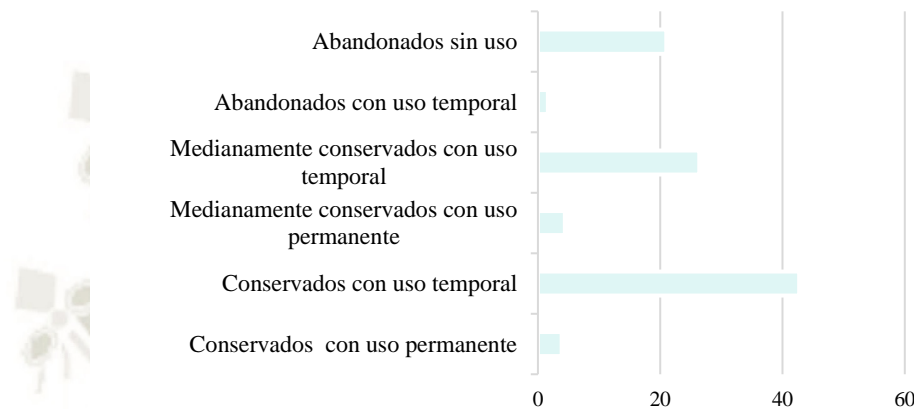 Abandonados sin uso
Abandonados con uso temporal
Medianamente conservados con uso
temporal
Medianamente conservados con uso
permanente
Conservados con uso temporal
Conservados  con uso permanente
0 20 40 60